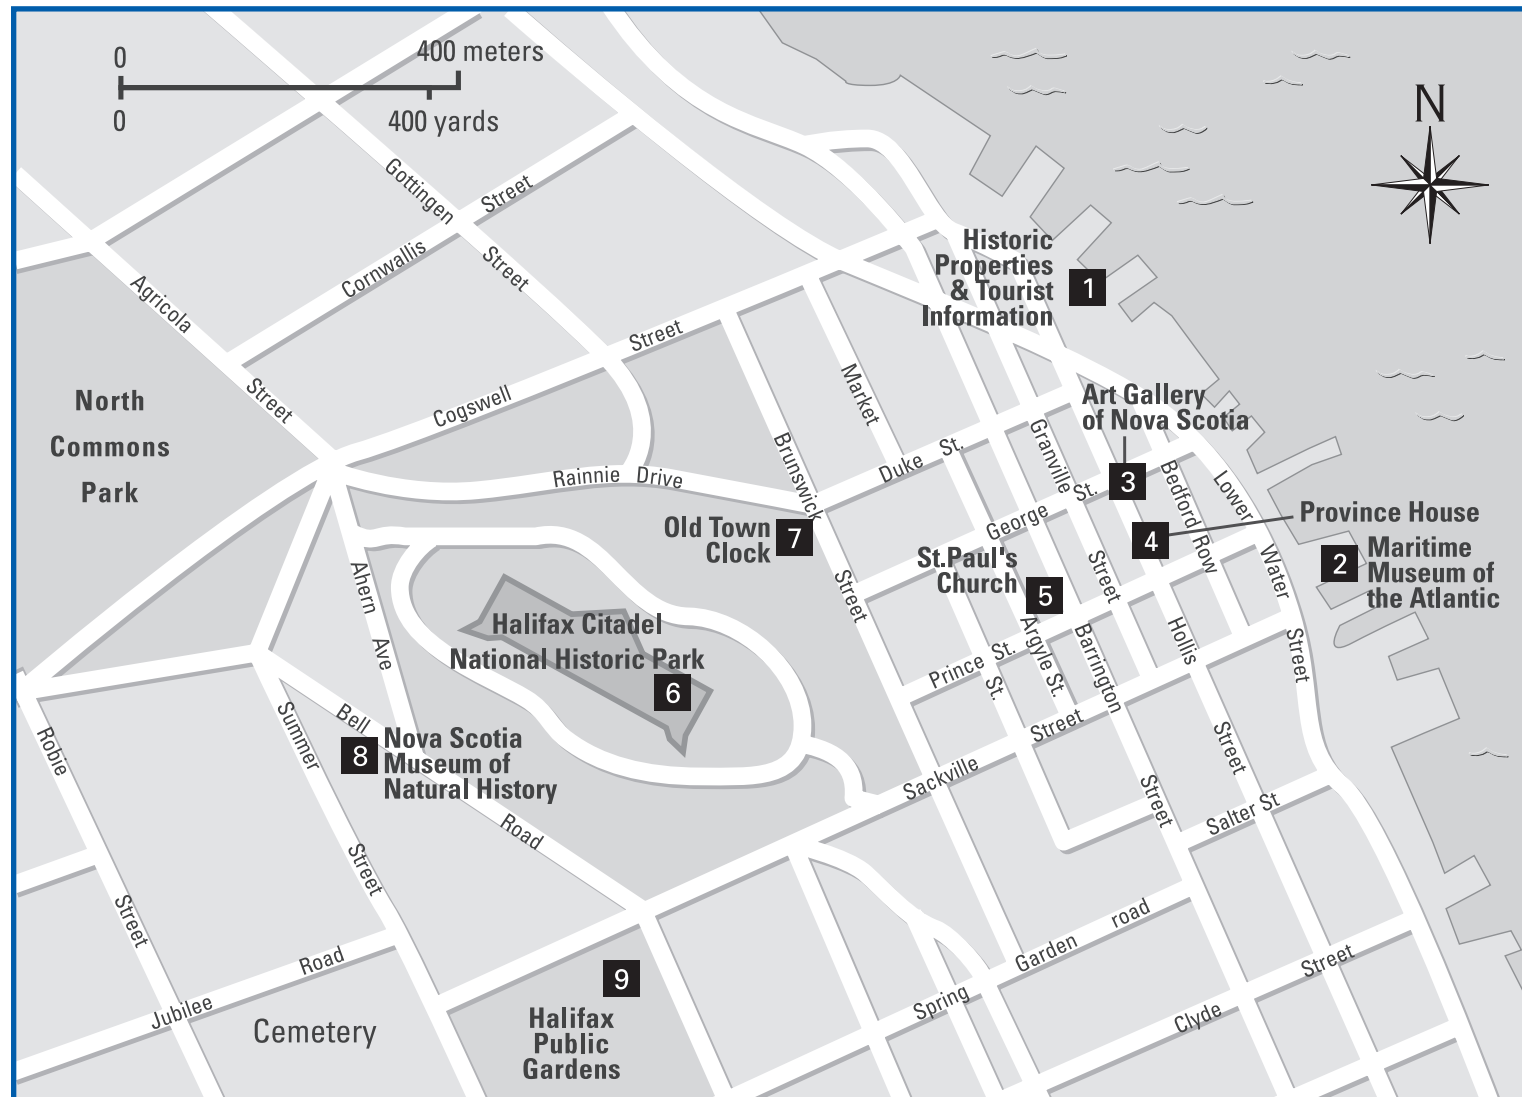 0
400 meters
0
400 yards
N
Gottingen
Street
Street
Cornwallis
Historic
Properties
& Tourist
Information
1
Agricola
Street
Street
Cogswell
North
Commons
Park
Market
Art Gallery
of Nova Scotia
3
Granville
Street
Brunswick
Street
Duke St.
Rainnie Drive
George St.
Bedford Row
Lower
Water
Street
Province House
4
Old Town
Clock
7
St.Paul's
Church
5
2
Maritime
Museum of
the Atlantic
Ahern
Ave
Halifax Citadel
National Historic Park
6
Prince St.
St.
Argyle St.
Barrington
Street
Hollis
Street
Bell
Road
8
Nova Scotia
Museum of
Natural History
Summer
Street
Robie
Street
Sackville
Street
Salter St
Spring Garden road
Clyde
Street
Jubilee
Road
Cemetery
9
Halifax
Public
Gardens